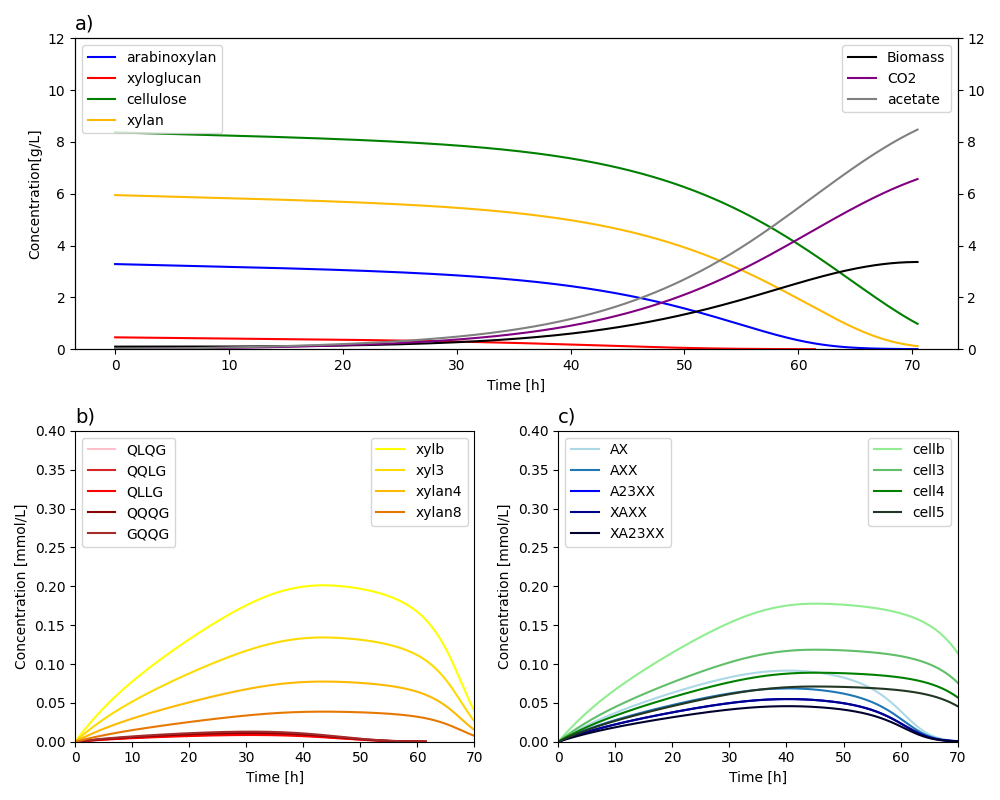 a)
12
10
8
6
4
2
0
Concentration[g/L]
arabinoxylan
xyloglucan
cellulose
xylan
Biomass
CO2
acetate
12
10
8
6
4
2
0
0 10 20 30 40 50 60 70
Time [h]
b)
0.40
0.35
0.30
0.25
0.20
0.15
0.10
0.05
0.00
Concentration [mmol/L]
QLQG
QQLG
QLLG
QQQG
GQQG
xylb
xyl3
xylan4
xylan8
0 10 20 30 40 50 60 70
Time [h]
c)
0.40
0.35
0.30
0.25
0.20
0.15
0.10
0.05
0.00
Concentration [mmol/L]
AX
AXX
A23XX
XAXX
XA23XX
cellb
cell3
cell4
cell5
0 10 20 30 40 50 60 70
Time [h]